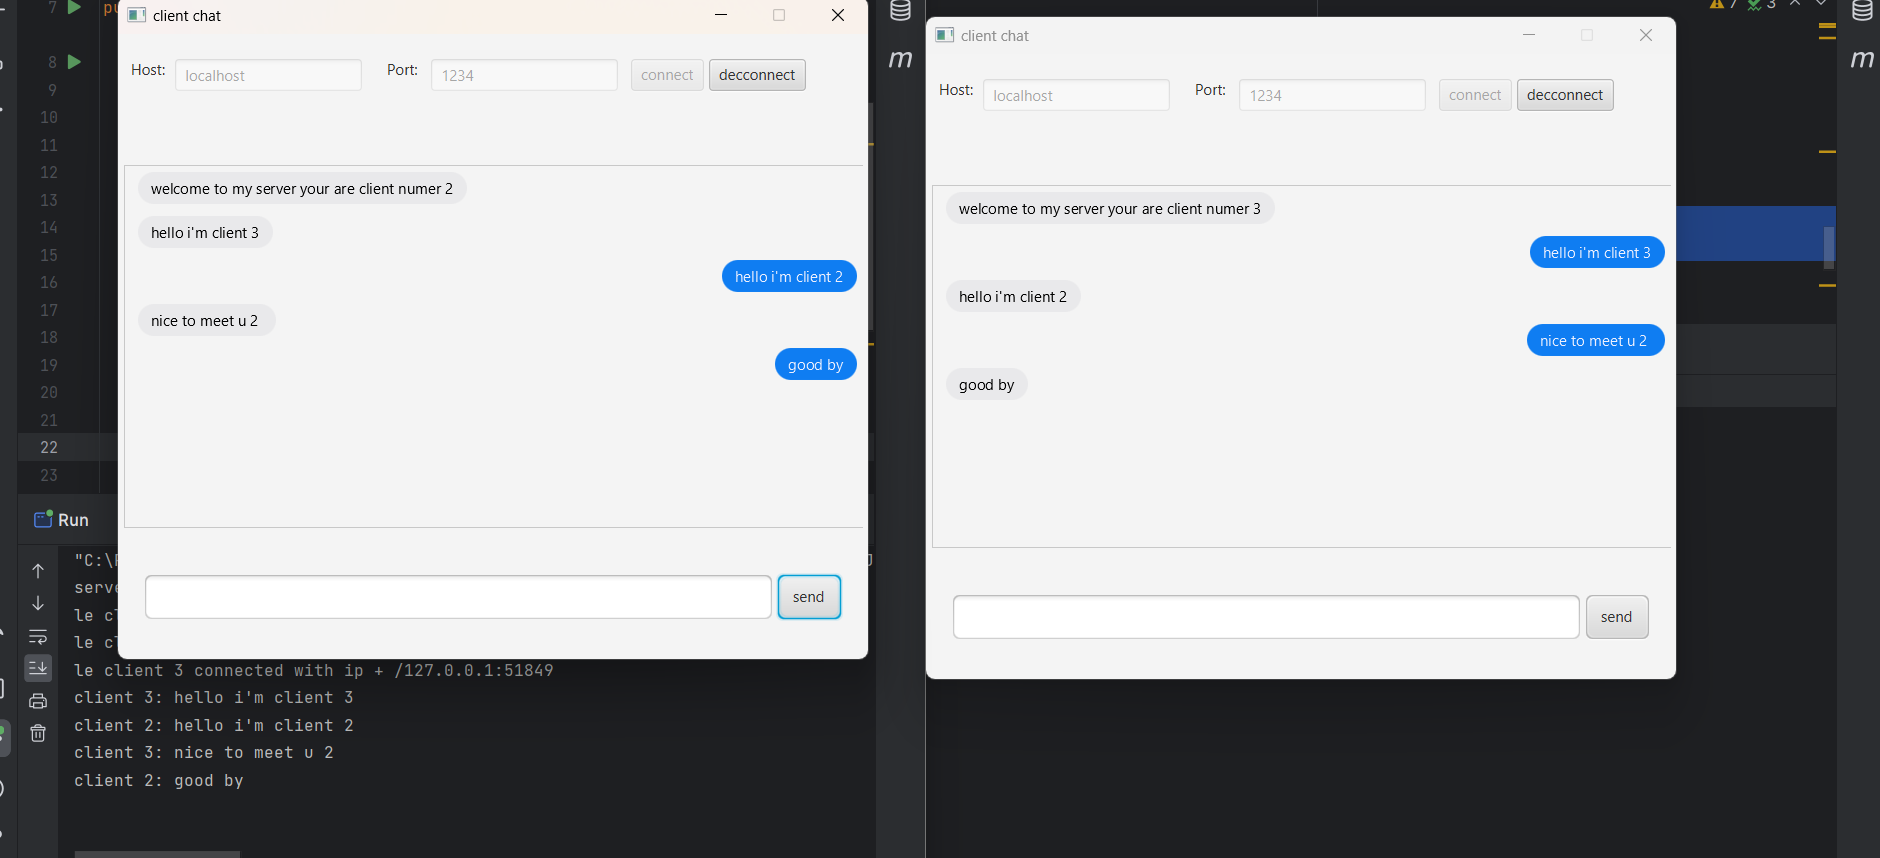 client chat
Host:
localhost
Port:
1234
connect
decconnect
welcome to my server your are client numer 2
hello i'm client 3
hello i'm client 2
nice to meet u 2
good by
send
client chat
Host:
localhost
Port:
1234
connect
decconnect
welcome to my server your are client numer 3
hello i'm client 3
hello i'm client 2
nice to meet u 2
good by
send
7
8
9
10
11
12
13
14
15
16
17
18
19
20
21
22
23
7 3
m
m
Run
"C:\
le
le
le client 3 connected with ip + /127.0.0.1:51849
client 3: hello i'm client 3
client 2: hello i'm client 2
client 3: nice to meet u 2
client 2: good by